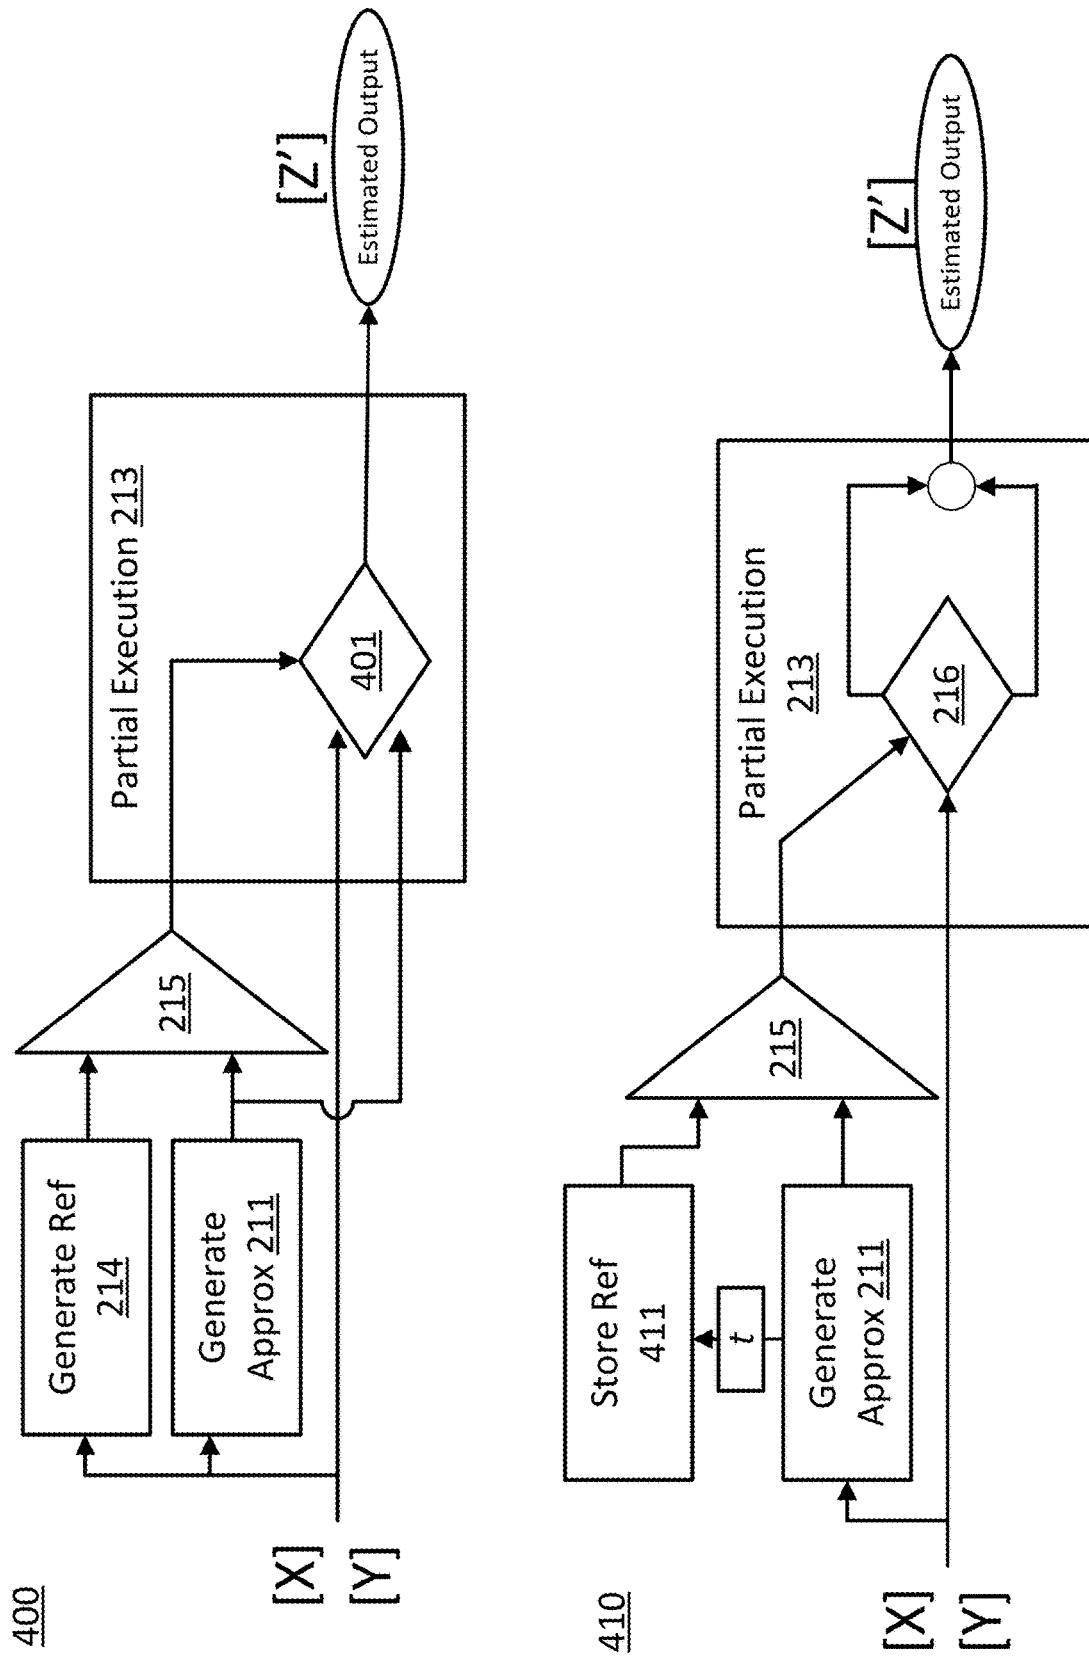 400
[X]
[Y]
Generate Ref
214
Generate
Approx 211
215
Partial Execution 213
401
[Z']
Estimated Output
410
[X]
[Y]
Store Ref
411
t
Generate
Approx 211
215
Partial Execution
213
216
[Z']
Estimated Output